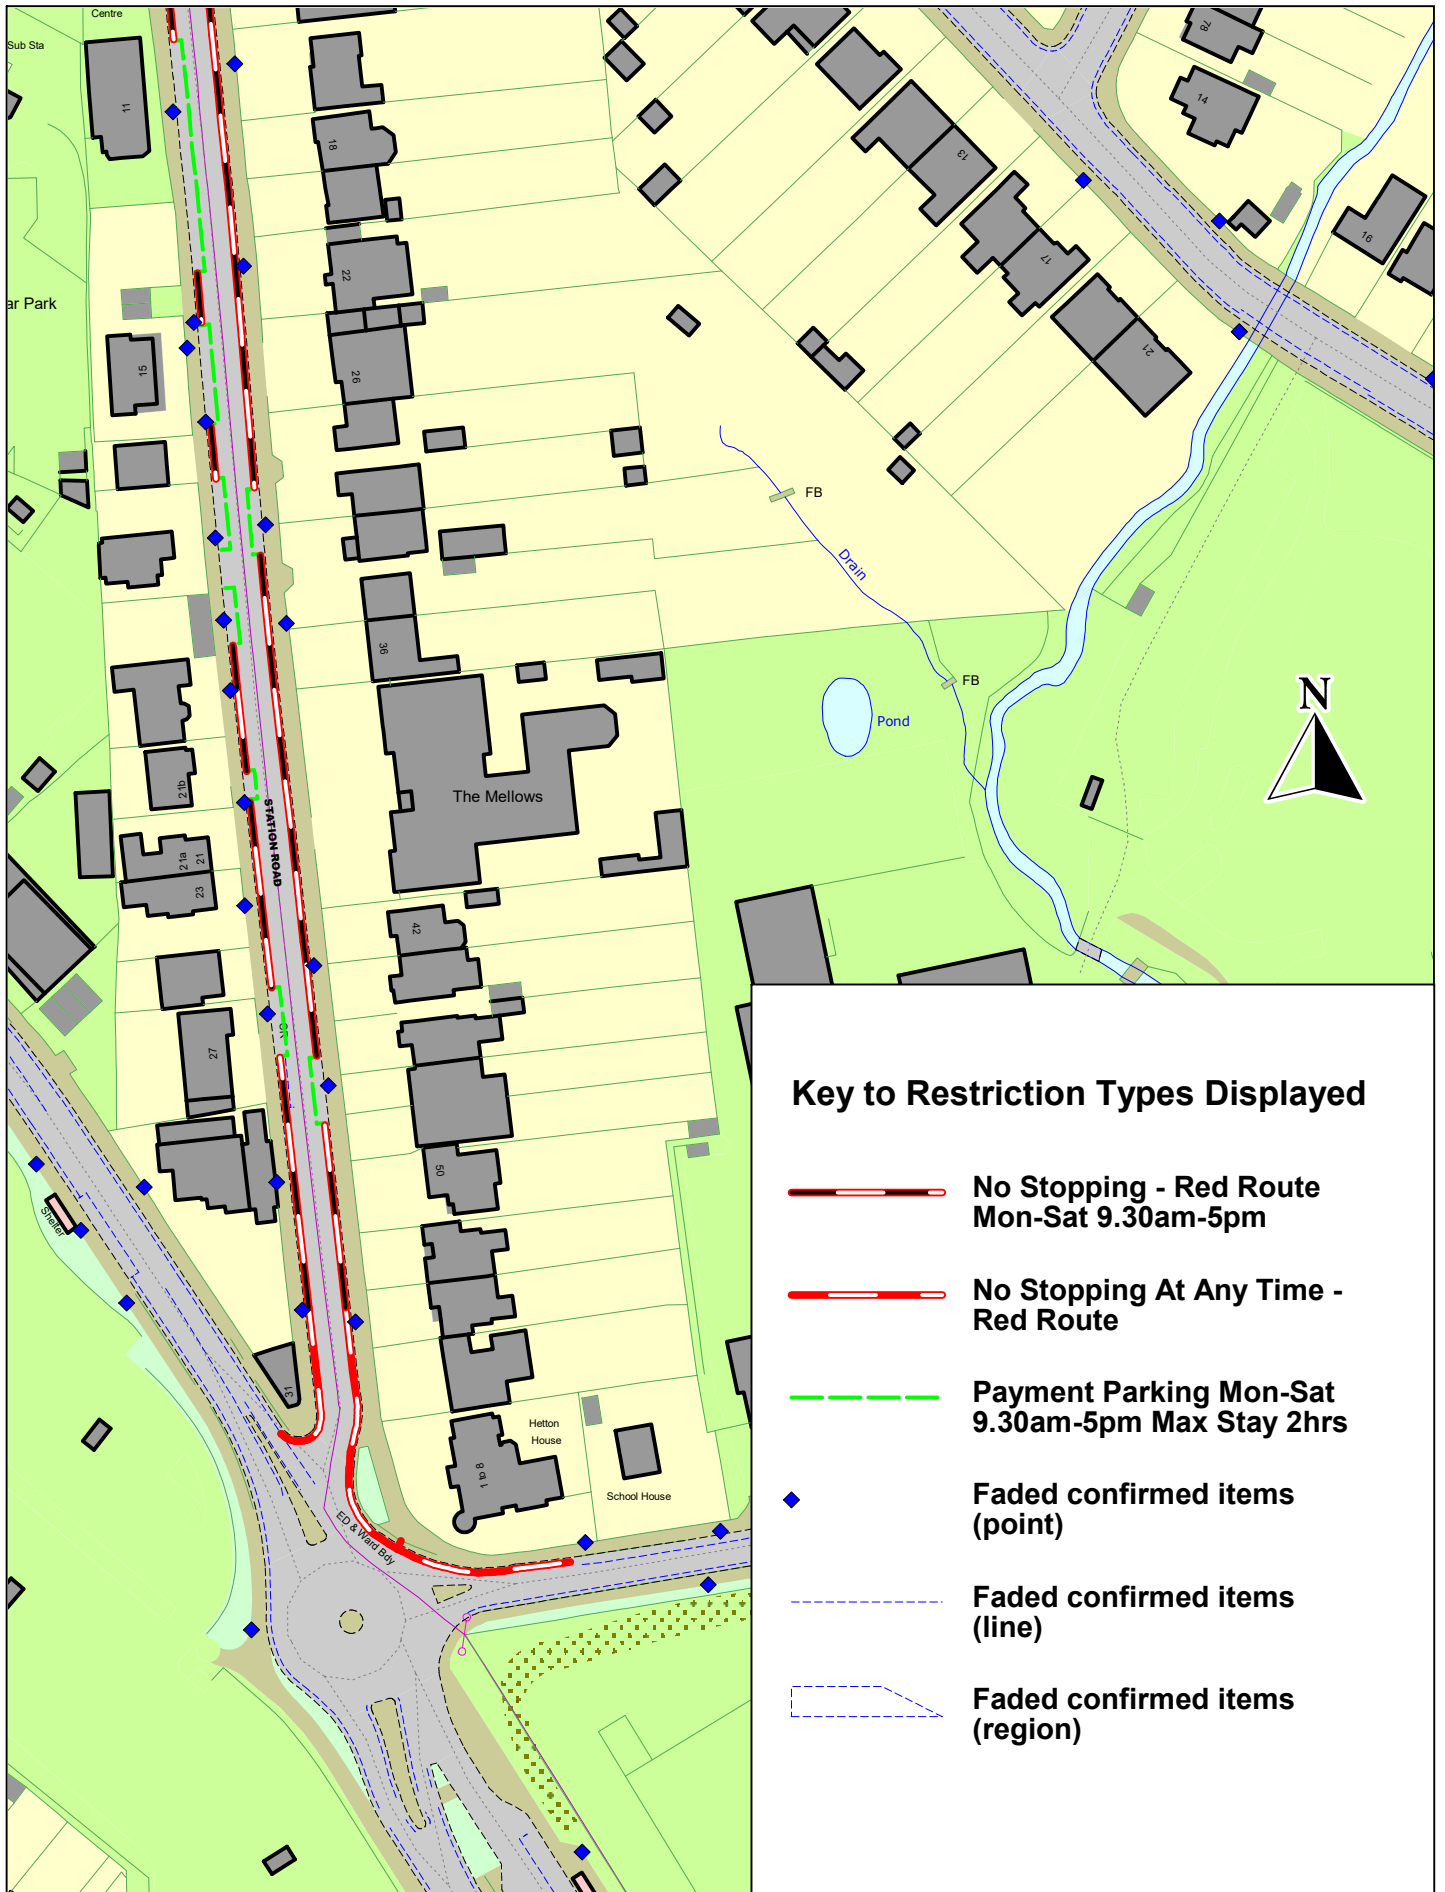 Centre
Sub Sta
11
18
78
14
13
22
17
16
ar Park
15
26
21
FB
Drain
36
FB
Pond
N
21b
The Mellows
STATION ROAD
21a
21
23
42
27
50
Shelter
31
Hetton
House
1 to 8
School House
ED & Ward Bdy
Key to Restriction Types Displayed
No Stopping - Red Route
Mon-Sat 9.30am-5pm
No Stopping At Any Time -
Red Route
Payment Parking Mon-Sat
9.30am-5pm Max Stay 2hrs
Faded confirmed items
(point)
Faded confirmed items
(line)
Faded confirmed items
(region)